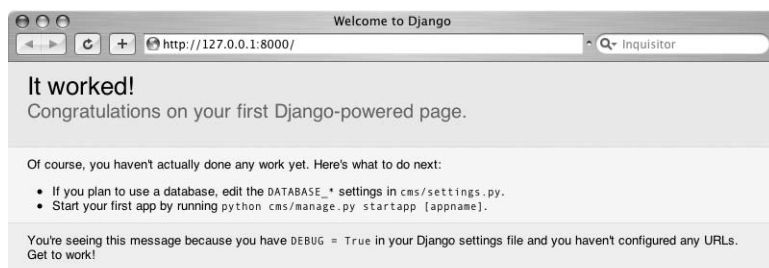 Welcome to Django
http://127.0.0.1:8000/
Inquisitor
It worked!
Congratulations on your first Django-powered page.
Of course, you haven't actually done any work yet. Here's what to do next:
• If you plan to use a database, edit the DATABASE_* settings in cms/settings.py.
• Start your first app by running python cms/manage.py startapp [appname].
You're seeing this message because you have DEBUG = True in your Django settings file and you haven't configured any URLs.
Get to work!